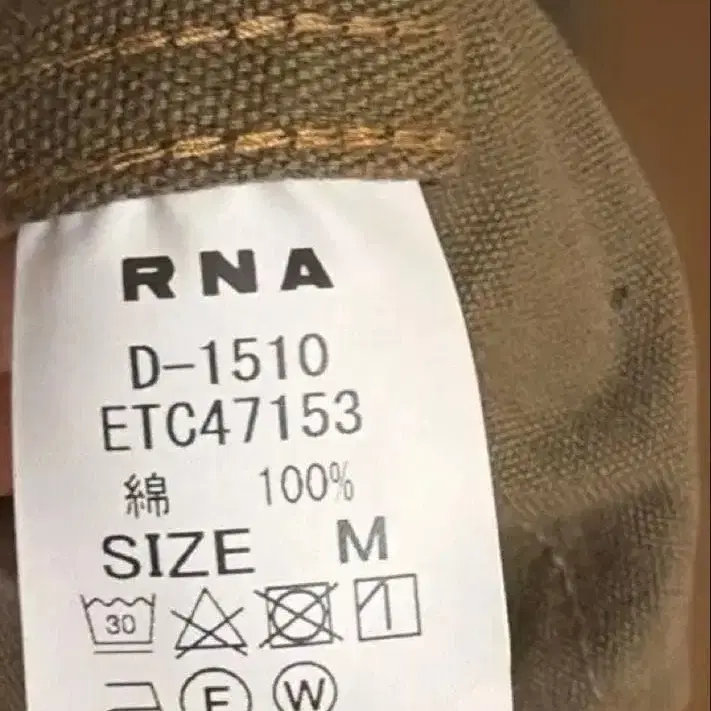 RNA
D-1510
ETC47153
綿 100%
SIZE M
30
F W